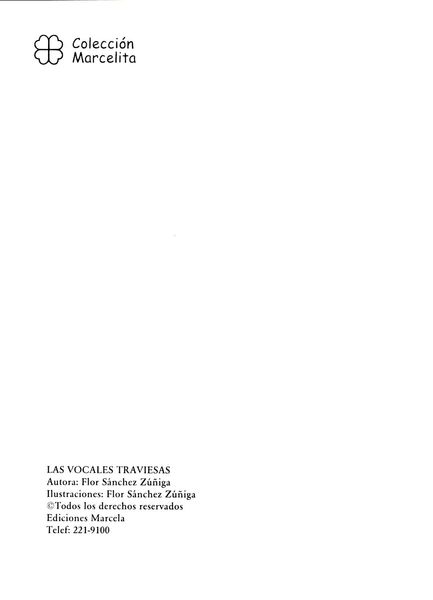 Colección
Marcelita
LAS VOCALES TRAVIESAS
Autora: Flor Sánchez Zúñiga
Ilustraciones: Flor Sánchez Zúñiga
©Todos los derechos reservados
Ediciones Marcela
Telef: 221-9100